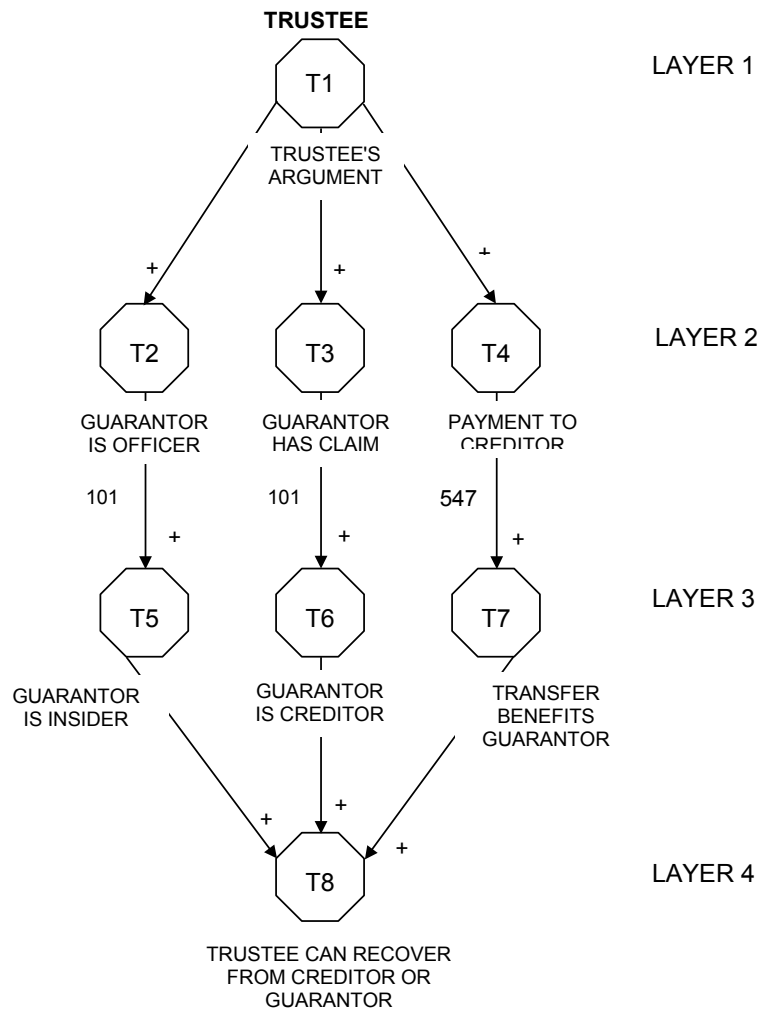 TRUSTEE
T1
LAYER 1
TRUSTEE'S
ARGUMENT
+
+
+
T2
T3
T4
LAYER 2
GUARANTOR
IS OFFICER
GUARANTOR
HAS CLAIM
PAYMENT TO
CREDITOR
101
101
547
+
+
+
T5
T6
T7
LAYER 3
GUARANTOR
IS INSIDER
GUARANTOR
IS CREDITOR
TRANSFER
BENEFITS
GUARANTOR
+
+
+
T8
LAYER 4
TRUSTEE CAN RECOVER
FROM CREDITOR OR
GUARANTOR